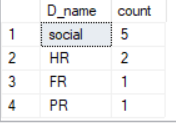 D_name count
1 social 5
2 HR 2
3 FR 1
4 PR 1